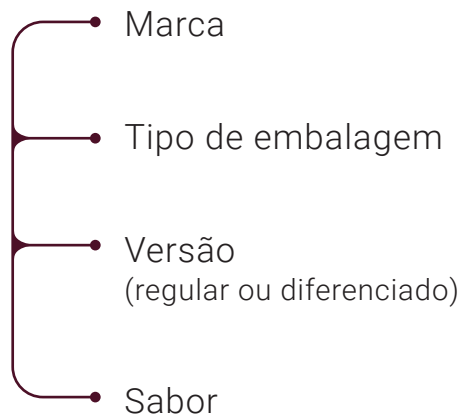 Marca
Tipo de embalagem
Versão
(regular ou diferenciado)
Sabor